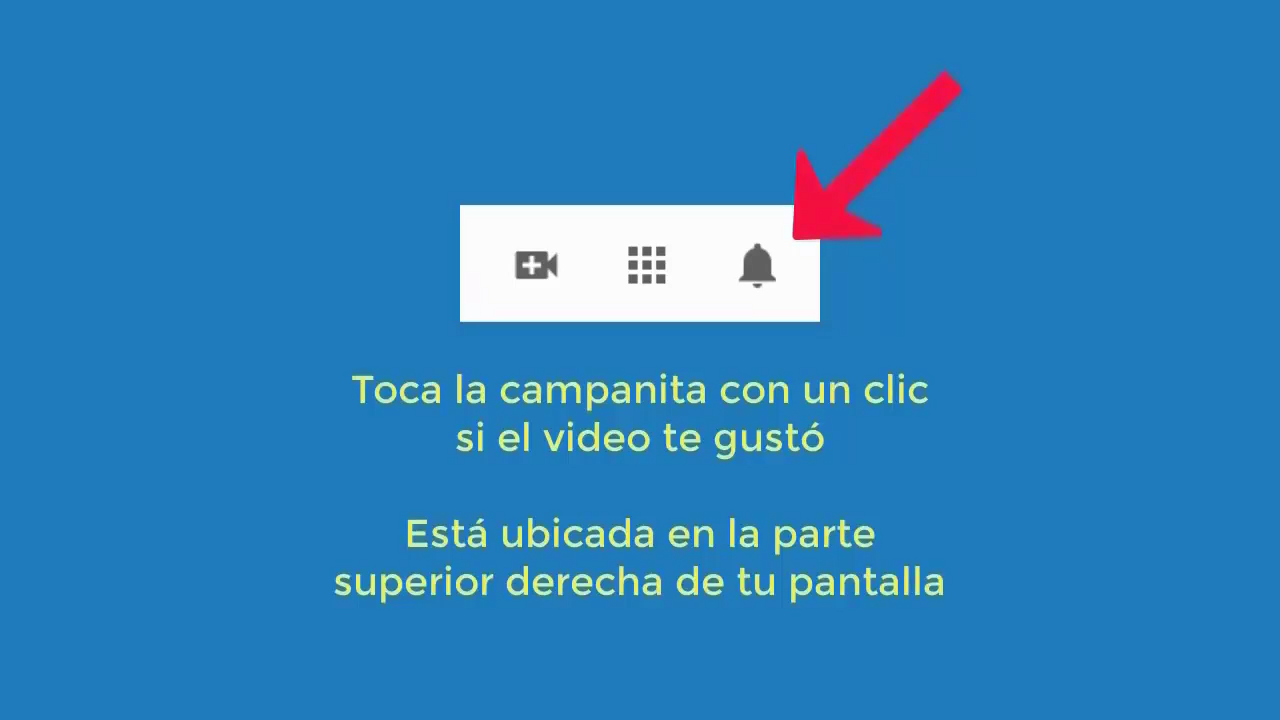 Toca la campanita con un clic
si el video te gustó
Está ubicada en la parte
superior derecha de tu pantalla